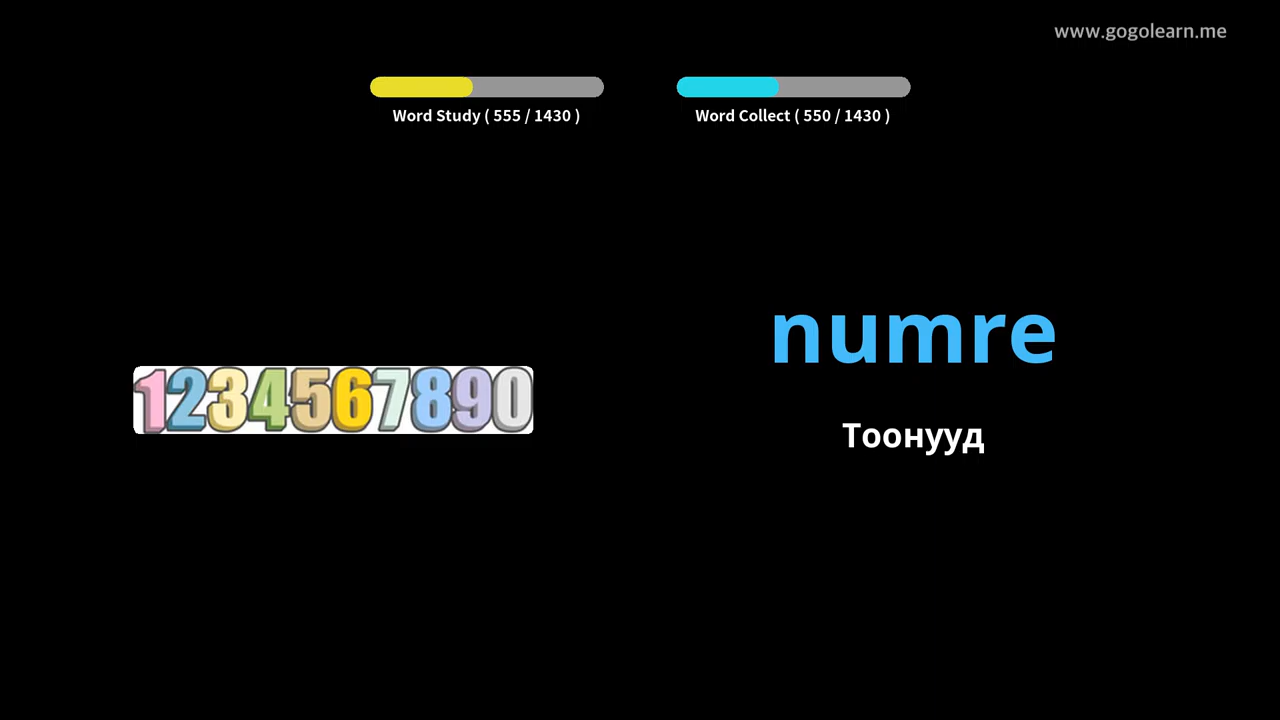 www.gogolearn.me
Word Study ( 555 / 1430 )
Word Collect ( 550 / 1430 )
numre
1234567890
Тоонууд